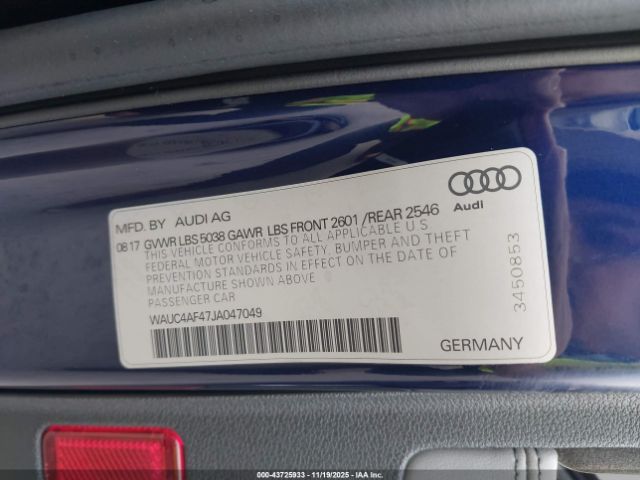 MFD. BY AUDI AG
08 17 GVWR LBS 5038 GAWR LBS FRONT 2601 /REAR 2546
THIS VEHICLE CONFORMS TO ALL APPLICABLE U S
FEDERAL MOTOR VEHICLE SAFETY, BUMPER AND THEFT
PREVENTION STANDARDS IN EFFECT ON THE DATE OF
MANUFACTURE SHOWN ABOVE
PASSENGER CAR
WAUC4AF47JA047049
Audi
3450853
GERMANY
000-43725933 - 11/19/2025 - IAAI.com